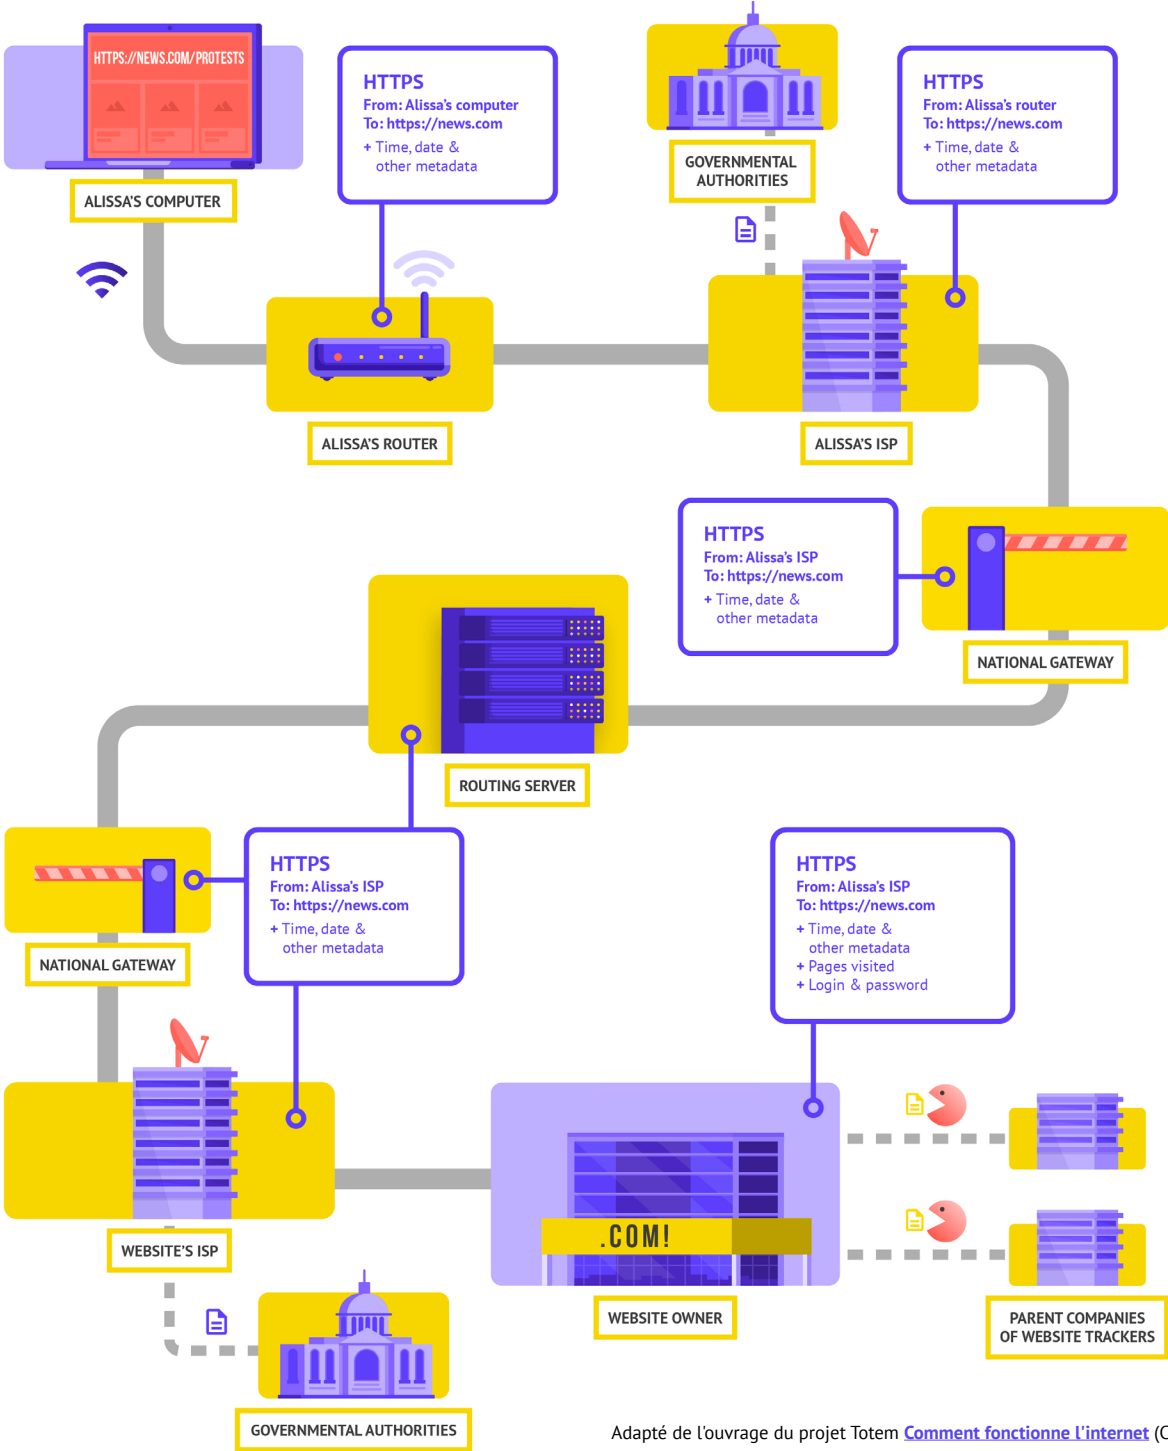 HTTPS://NEWS.COM/PROTESTS
ALISSA'S COMPUTER
HTTPS
From: Alissa's computer
To: https://news.com
+ Time, date &
other metadata
GOVERNMENTAL
AUTHORITIES
HTTPS
From: Alissa's router
To: https://news.com
+ Time, date &
other metadata
ALISSA'S ROUTER
ALISSA'S ISP
HTTPS
From: Alissa's ISP
To: https://news.com
+ Time, date &
other metadata
NATIONAL GATEWAY
ROUTING SERVER
HTTPS
From: Alissa's ISP
To: https://news.com
+ Time, date &
other metadata
NATIONAL GATEWAY
HTTPS
From: Alissa's ISP
To: https://news.com
+ Time, date &
other metadata
+ Pages visited
+ Login & password
WEBSITE'S ISP
.COM!
WEBSITE OWNER
PARENT COMPANIES
OF WEBSITE TRACKERS
GOVERNMENTAL AUTHORITIES
Adapté de l'ouvrage du projet Totem Comment fonctionne l'internet (